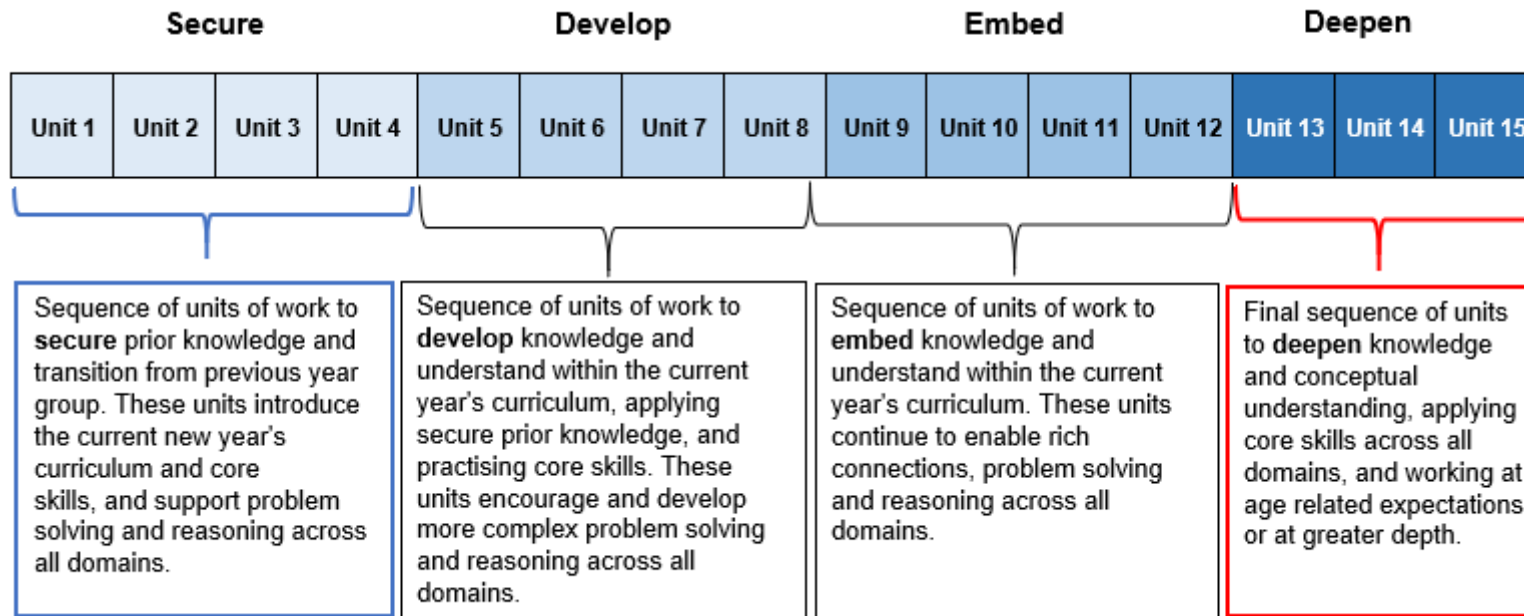 Secure Develop Embed Deepen
Unit 1 Unit 2 Unit 3 Unit 4 Unit 5 Unit 6 Unit 7 Unit 8 Unit 9 Unit 10 Unit 11 Unit 12 Unit 13 Unit 14 Unit 15
Sequence of units of work to
secure prior knowledge and
transition from previous year
group. These units introduce
the current new year's
curriculum and core
skills, and support problem
solving and reasoning across
all domains.
Sequence of units of work to
develop knowledge and
understand within the current
year's curriculum, applying
secure prior knowledge, and
practising core skills. These
units encourage and develop
more complex problem solving
and reasoning across all
domains.
Sequence of units of work to
embed knowledge and
understand within the current
year's curriculum. These units
continue to enable rich
connections, problem solving
and reasoning across all
domains.
Final sequence of units
to deepen knowledge
and conceptual
understanding, applying
core skills across all
domains, and working at
age related expectations
or at greater depth.